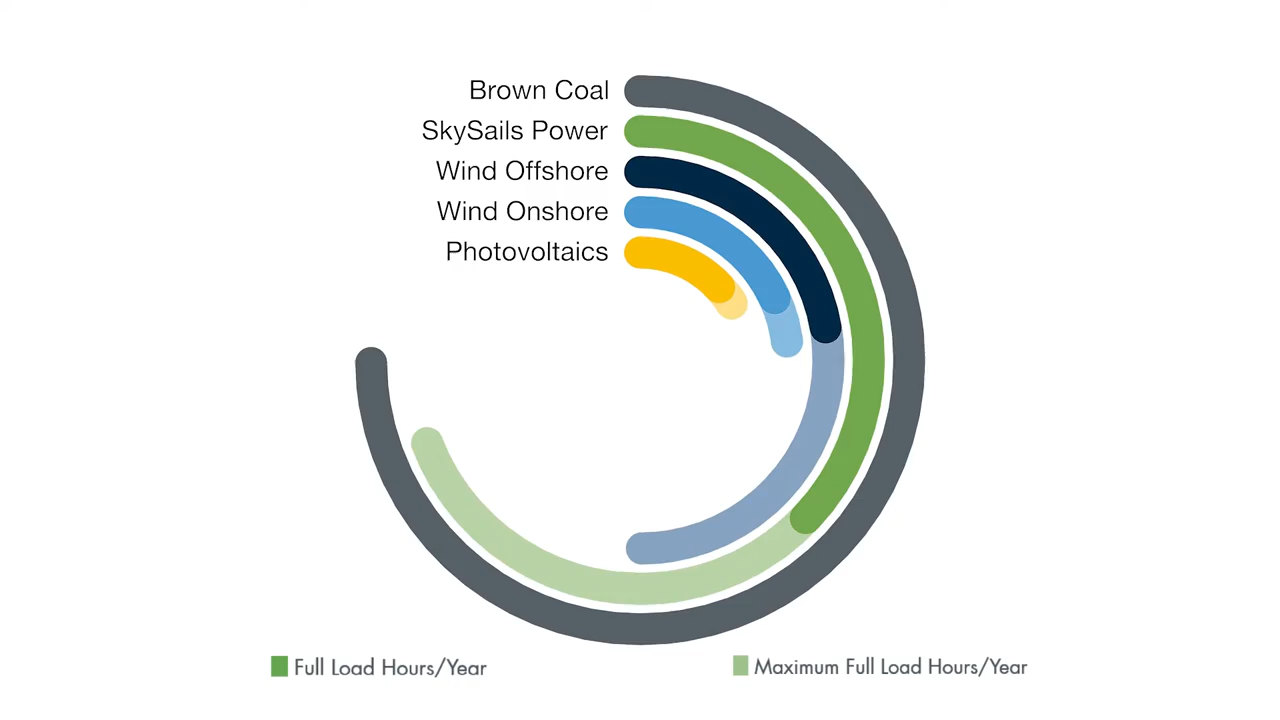 Brown Coal
SkySails Power
Wind Offshore
Wind Onshore
Photovoltaics
Full Load Hours/Year
Maximum Full Load Hours/Year